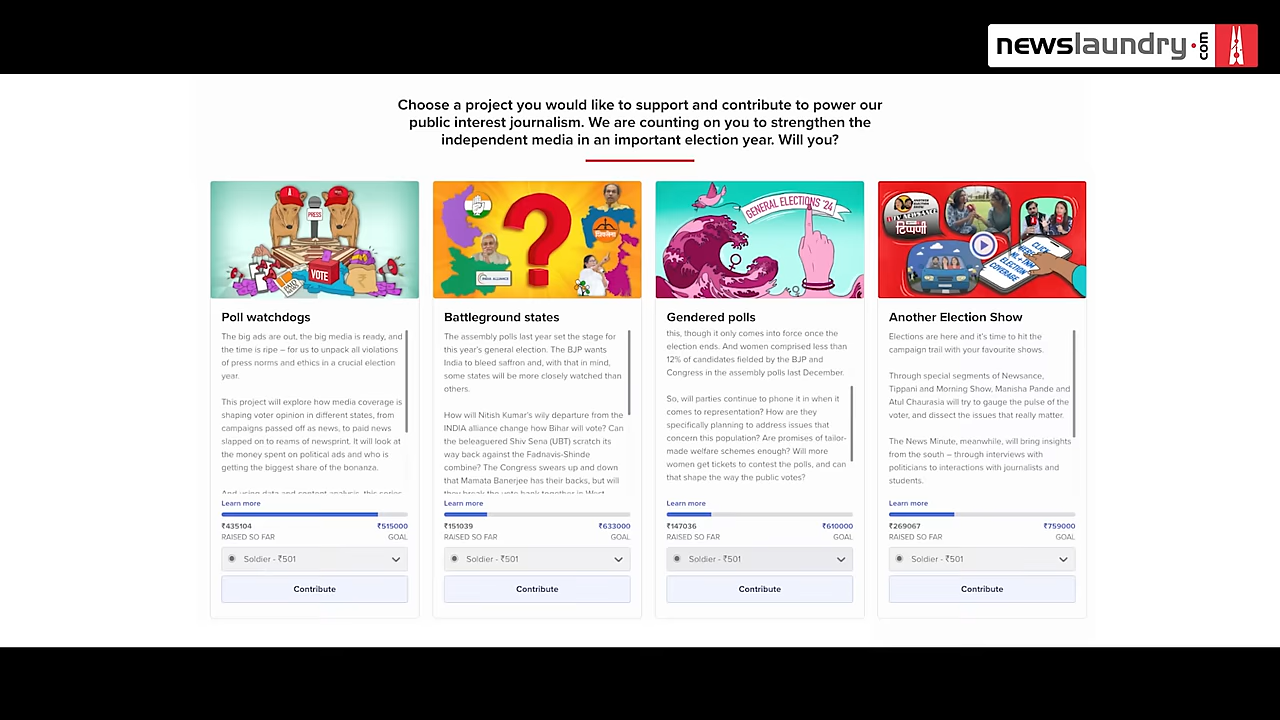 newslaundry.com
Choose a project you would like to support and contribute to power our
public interest journalism. We are counting on you to strengthen the
independent media in an important election year. Will you?
PRESS
VOTE
Poll watchdogs
The big ads are out, the big media is ready, and
the time is ripe – for us to unpack all violations
of press norms and ethics in a crucial election
year.
This project will explore how media coverage is
shaping voter opinion in different states, from
campaigns passed off as news, to paid news
slapped on to reams of newsprint. It will look at
the money spent on political ads and who is
getting the biggest share of the bonanza.
And using data and content analysis, this series
Learn more
₹435104 ₹515000
RAISED SO FAR GOAL
Soldier - ₹501
Contribute
INDIA ALLIANCE
Battleground states
The assembly polls last year set the stage for
this year's general election. The BJP wants
India to bleed saffron and, with that in mind,
some states will be more closely watched than
others.
How will Nitish Kumar's wily departure from the
INDIA alliance change how Bihar will vote? Can
the beleaguered Shiv Sena (UBT) scratch its
way back against the Fadnavis-Shinde
combine? The Congress swears up and down
that Mamata Banerjee has their backs, but will
they break the vote bank together in West
Learn more
₹151039 ₹633000
RAISED SO FAR GOAL
Soldier - ₹501
Contribute
GENERAL ELECTIONS '24
Gendered polls
this, though it only comes into force once the
election ends. And women comprised less than
12% of candidates fielded by the BJP and
Congress in the assembly polls last December.
So, will parties continue to phone it in when it
comes to representation? How are they
specifically planning to address issues that
concern this population? Are promises of tailor-
made welfare schemes enough? Will more
women get tickets to contest the polls, and can
that shape the way the public votes?
Learn more
₹147036 ₹610000
RAISED SO FAR GOAL
Soldier - ₹501
Contribute
टिप्पणी
Another Election Show
Elections are here and it's time to hit the
campaign trail with your favourite shows.
Through special segments of Newsance,
Tippani and Morning Show, Manisha Pande and
Atul Chaurasia will try to gauge the pulse of the
voter, and dissect the issues that really matter.
The News Minute, meanwhile, will bring insights
from the south – through interviews with
politicians to interactions with journalists and
students.
Learn more
₹269067 ₹759000
RAISED SO FAR GOAL
Soldier - ₹501
Contribute